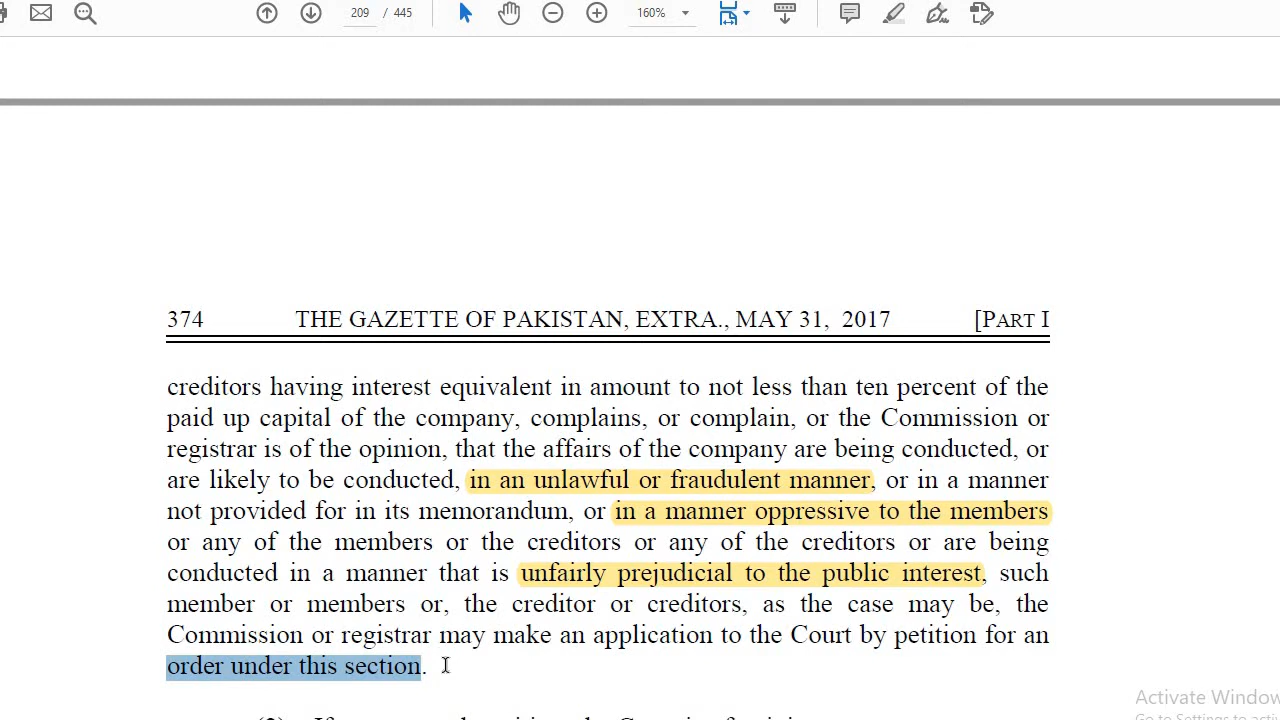 209 / 445 160%
374 THE GAZETTE OF PAKISTAN, EXTRA., MAY 31, 2017 [PART I
creditors having interest equivalent in amount to not less than ten percent of the
paid up capital of the company, complains, or complain, or the Commission or
registrar is of the opinion, that the affairs of the company are being conducted, or
are likely to be conducted, in an unlawful or fraudulent manner, or in a manner
not provided for in its memorandum, or in a manner oppressive to the members
or any of the members or the creditors or any of the creditors or are being
conducted in a manner that is unfairly prejudicial to the public interest, such
member or members or, the creditor or creditors, as the case may be, the
Commission or registrar may make an application to the Court by petition for an
order under this section.
Activate Window